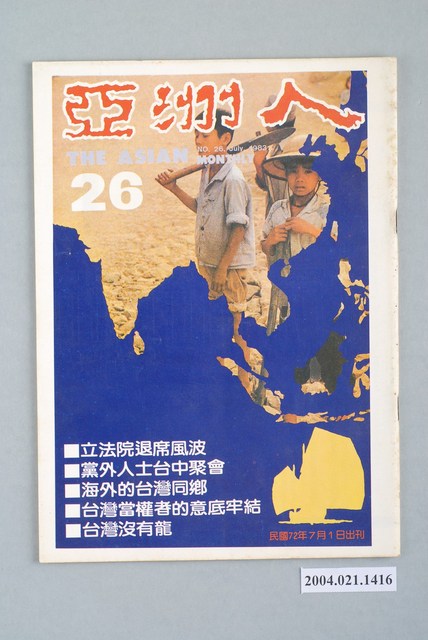 亞洲人
THE ASIAN MONTHLY
NO. 26. July. 1983
26
■立法院退席風波
■黨外人士台中聚會
■海外的台灣同鄉
■台灣當權者的意底牢結
■台灣沒有龍
民國72年7月1日出刊
2004.021.1416